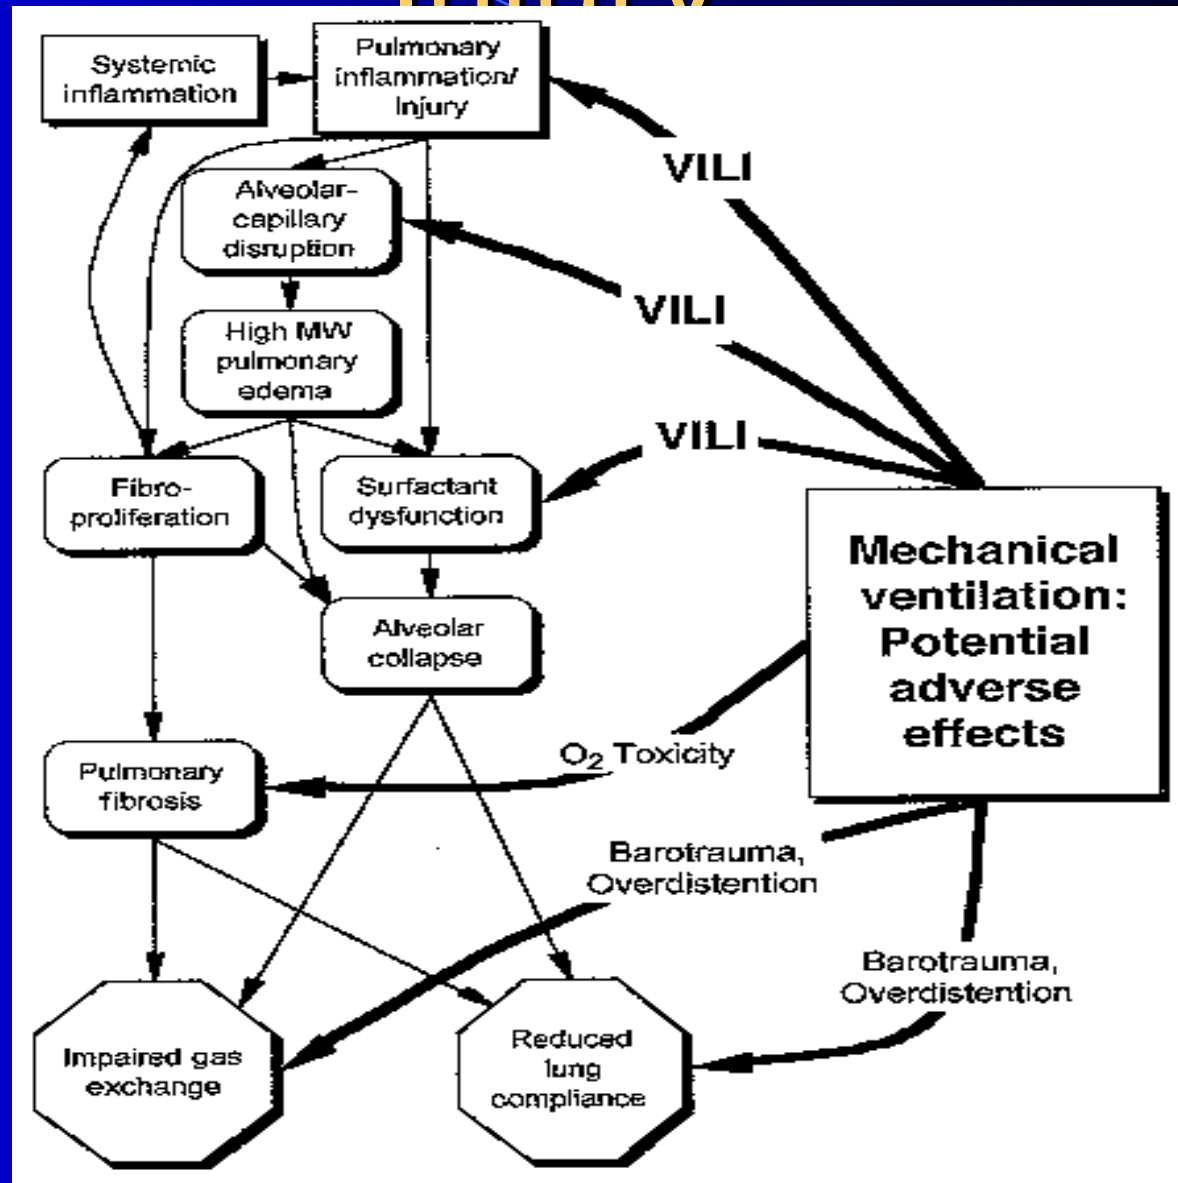 Systemic
inflammation
Pulmonary
inflammation/
Injury
VILI
Alveolar-
capillary
disruption
VILI
High MW
pulmonary
edema
VILI
Fibro-
proliferation
Surfactant
dysfunction
Mechanical
ventilation:
Potential
adverse
effects
Alveolar
collapse
O2 Toxicity
Pulmonary
fibrosis
Barotrauma,
Overdistention
Barotrauma,
Overdistention
Impaired gas
exchange
Reduced
lung
compliance